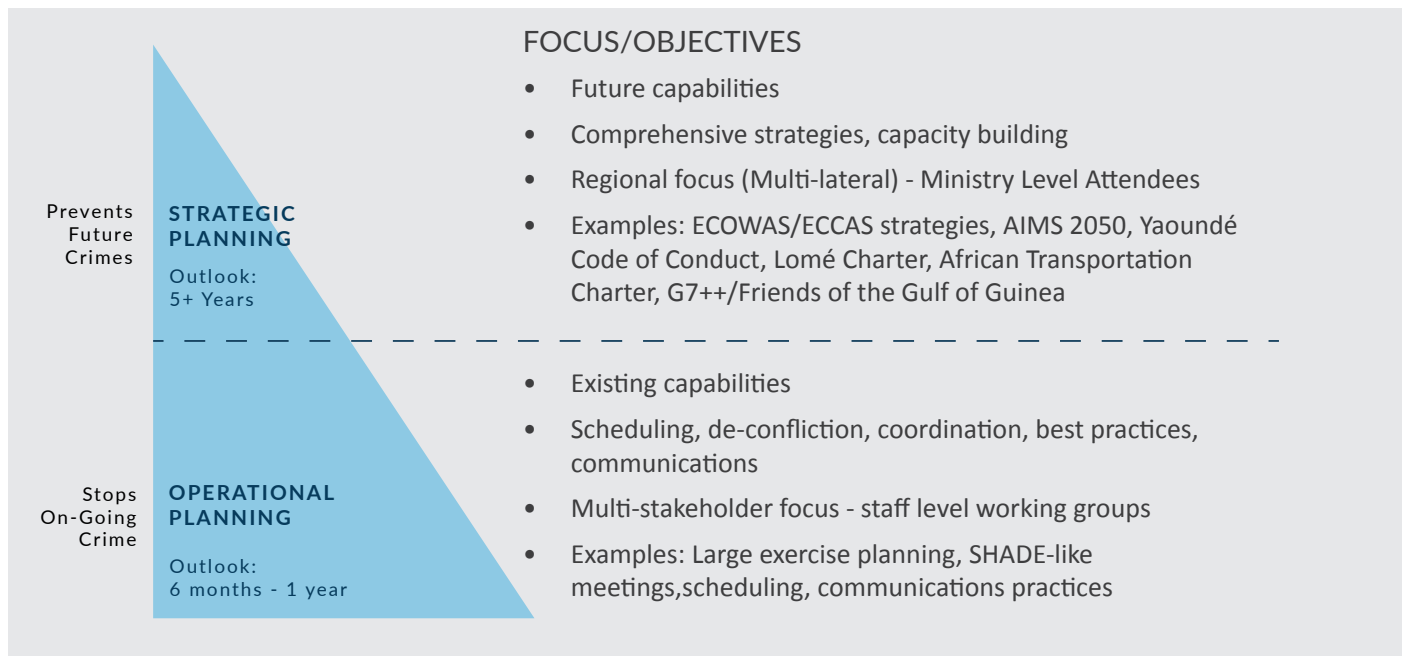 FOCUS/OBJECTIVES
• Future capabilities
• Comprehensive strategies, capacity building
• Regional focus (Multi-lateral) - Ministry Level Attendees
• Examples: ECOWAS/ECCAS strategies, AIMS 2050, Yaoundé
Code of Conduct, Lomé Charter, African Transportation
Charter, G7++/Friends of the Gulf of Guinea
Prevents
Future
Crimes
STRATEGIC
PLANNING
Outlook:
5+ Years
• Existing capabilities
• Scheduling, de-confliction, coordination, best practices,
communications
• Multi-stakeholder focus - staff level working groups
• Examples: Large exercise planning, SHADE-like
meetings,scheduling, communications practices
Stops
On-Going
Crime
OPERATIONAL
PLANNING
Outlook:
6 months - 1 year